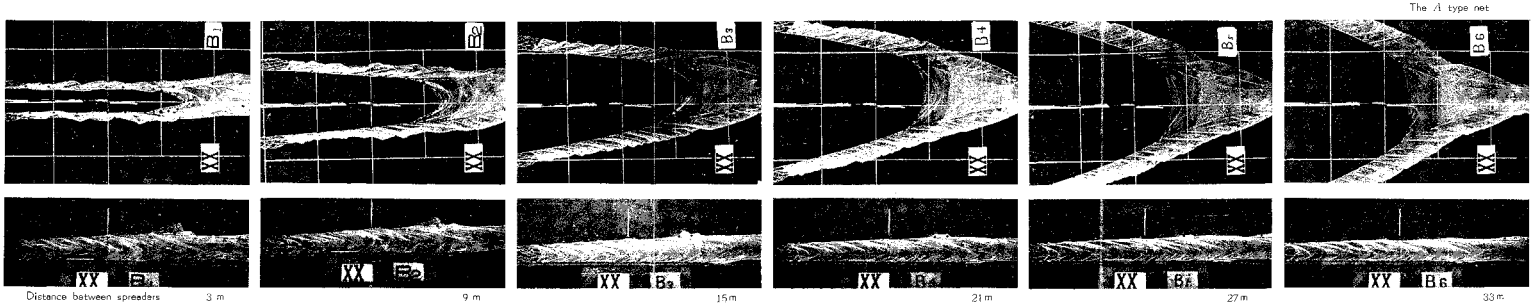 The A type net
B1
XX
B2
XX
B3
XX
B4
XX
B5
XX
B6
XX
XX B
XX B2
XX B3
XX B
XX B5
XX B6
Distance between spreaders 3 m 9 m 15 m 21 m 27 m 33 m